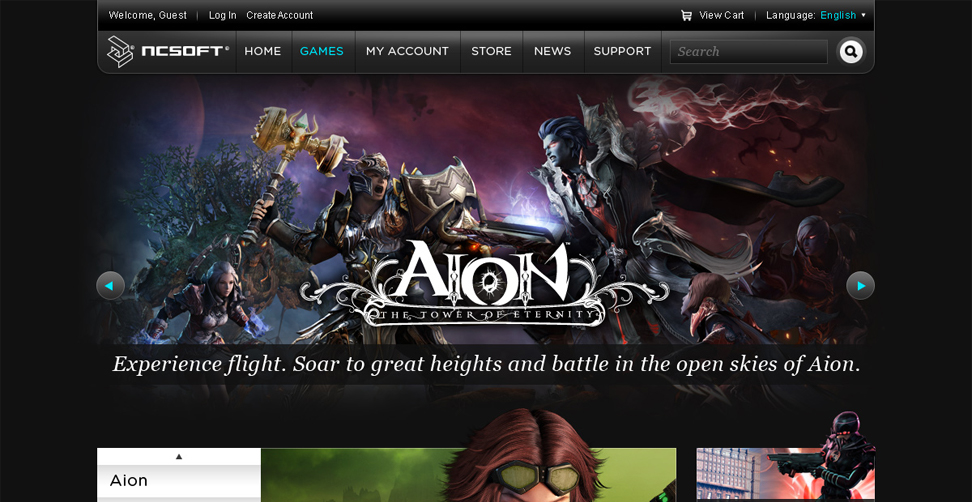 Welcome, Guest | Log In Create Account View Cart | Language: English
NCSOFT® HOME GAMES MY ACCOUNT STORE NEWS SUPPORT Search
AION
THE TOWER OF ETERNITY
Experience flight. Soar to great heights and battle in the open skies of Aion.
Aion